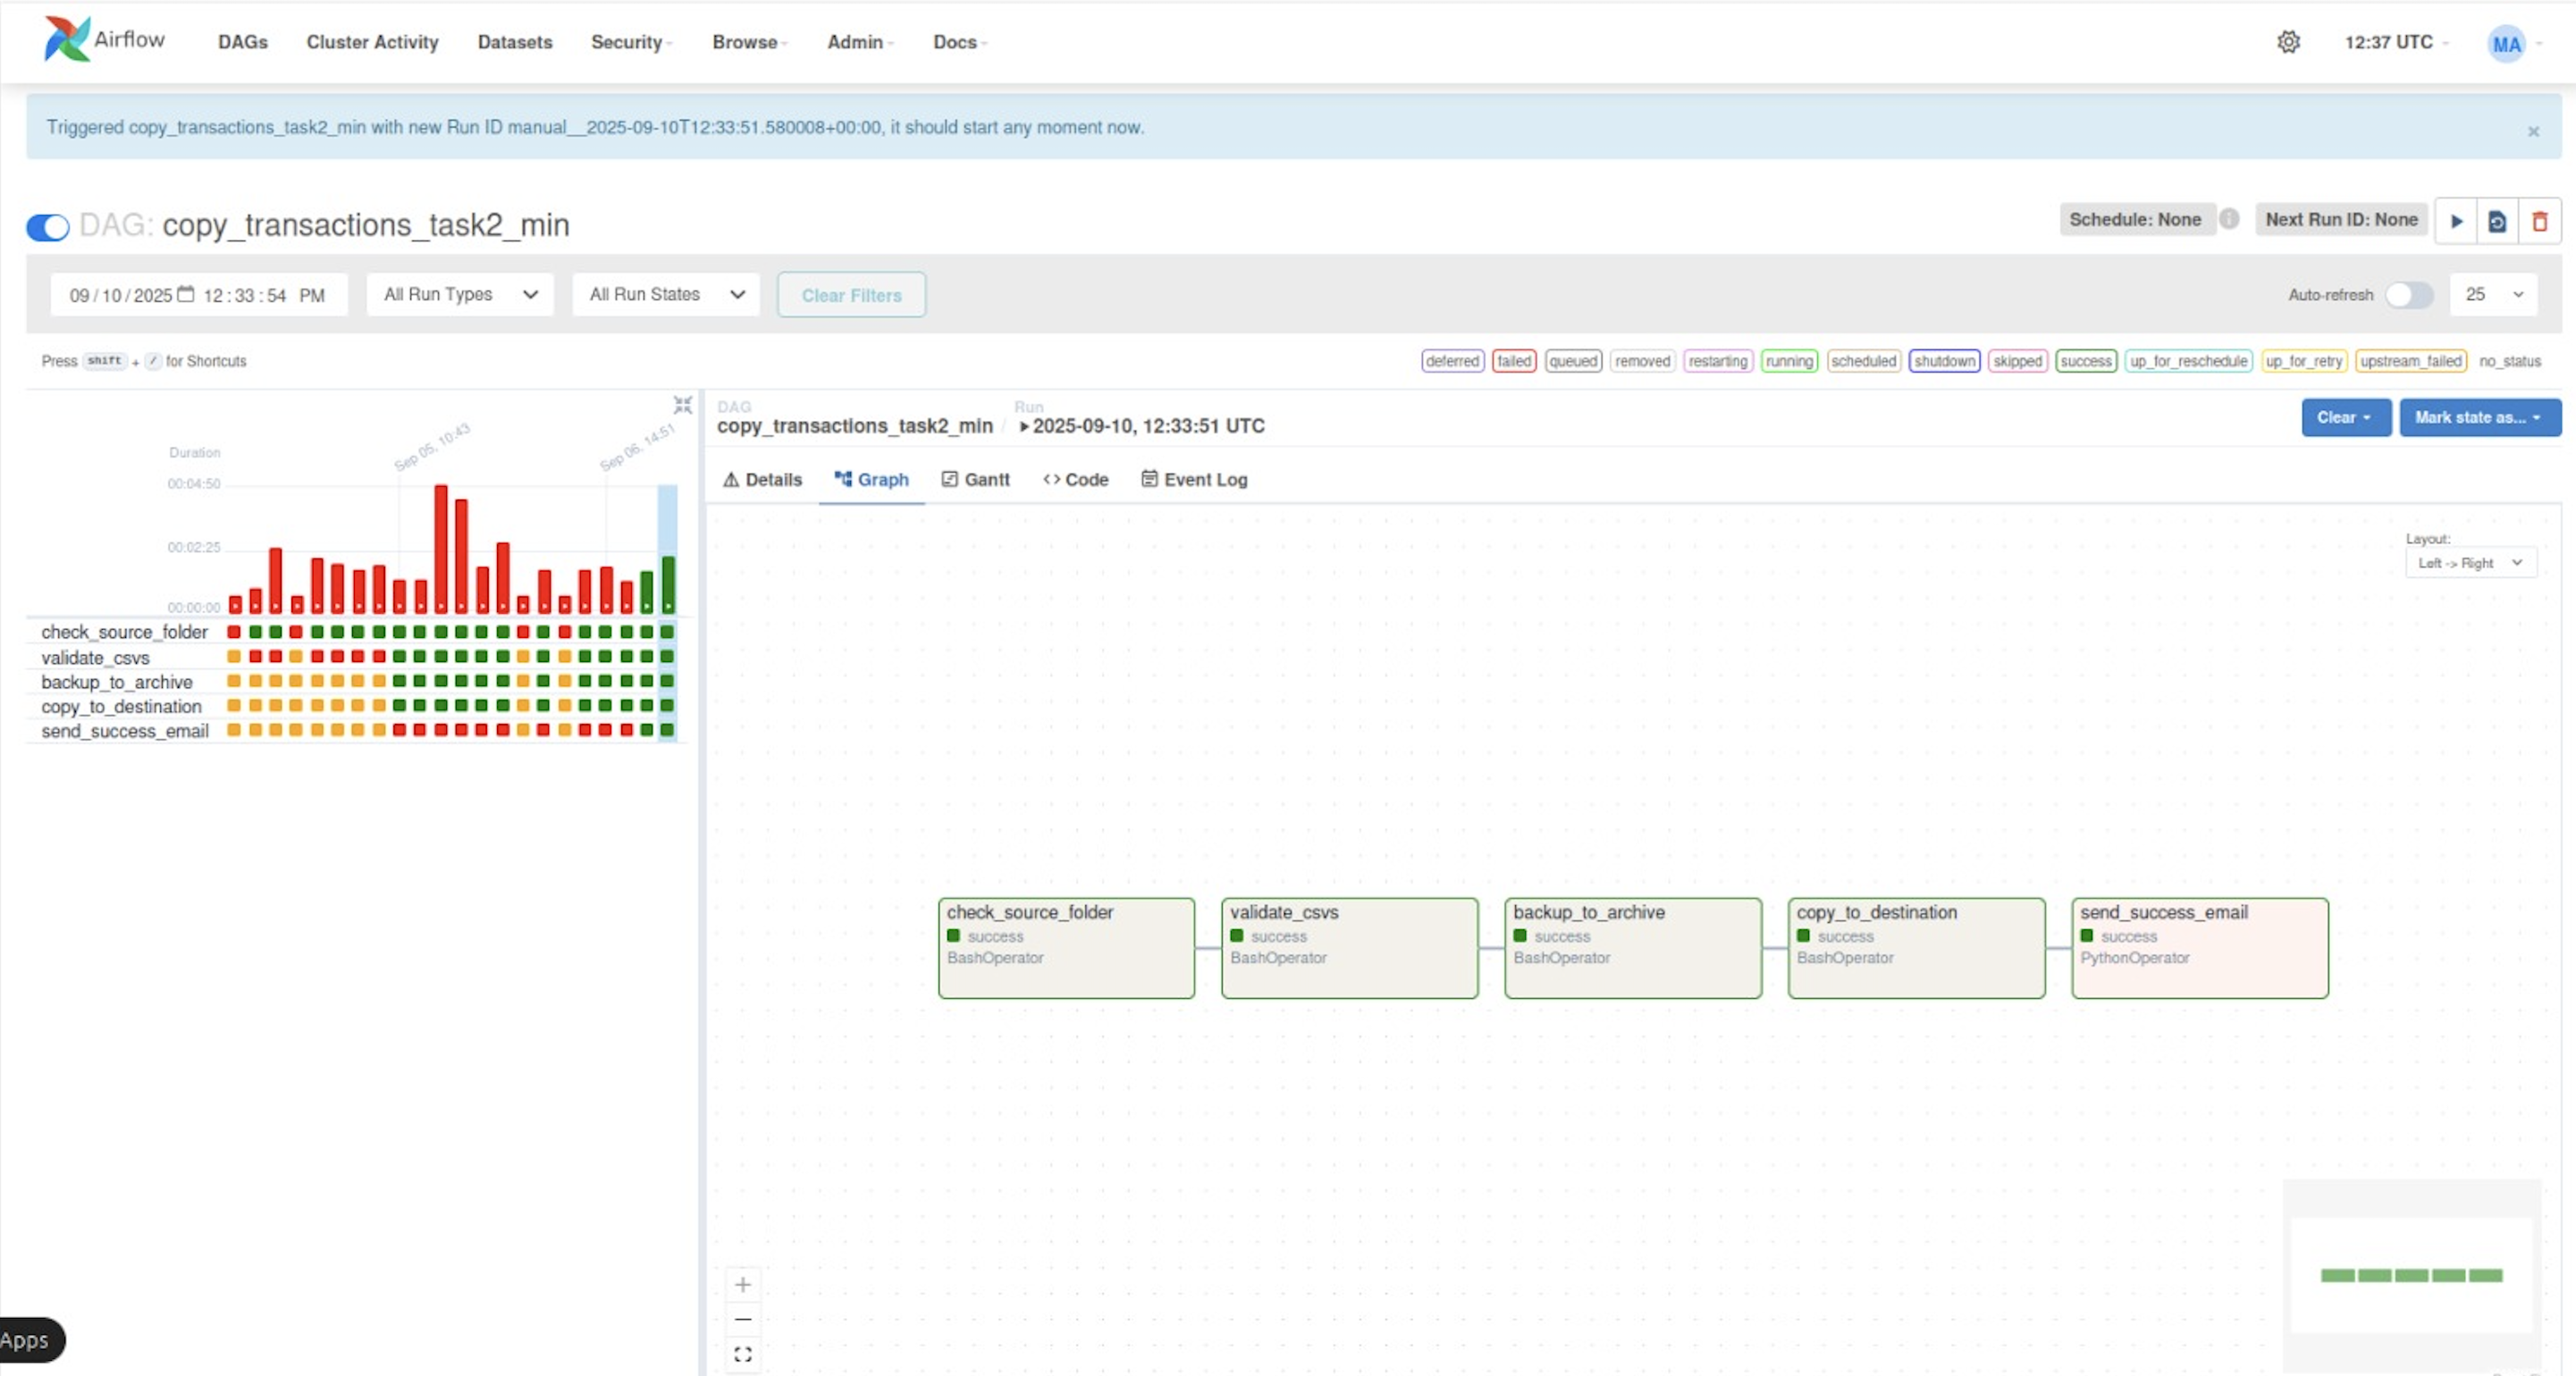 Airflow DAGs Cluster Activity Datasets Security Browse Admin Docs 12:37 UTC MA
Triggered copy_transactions_task2_min with new Run ID manual__2025-09-10T12:33:51.580008+00:00, it should start any moment now. ×
DAG: copy_transactions_task2_min Schedule: None Next Run ID: None
09/10/2025 12:33:54 PM All Run Types All Run States Clear Filters Auto-refresh 25
Press shift + / for Shortcuts deferred failed queued removed restarting running scheduled shutdown skipped success up_for_reschedule up_for_retry upstream_failed no_status
DAG Run
copy_transactions_task2_min / 2025-09-10, 12:33:51 UTC Clear Mark state as...
Details Graph Gantt <> Code Event Log
Sep 05, 10:43 Sep 06, 14:51
Duration
00:04:50
00:02:25
00:00:00
check_source_folder
validate_csvs
backup_to_archive
copy_to_destination
send_success_email
Layout:
Left -> Right
check_source_folder validate_csvs backup_to_archive copy_to_destination send_success_email
success success success success success
BashOperator BashOperator BashOperator BashOperator PythonOperator
Apps